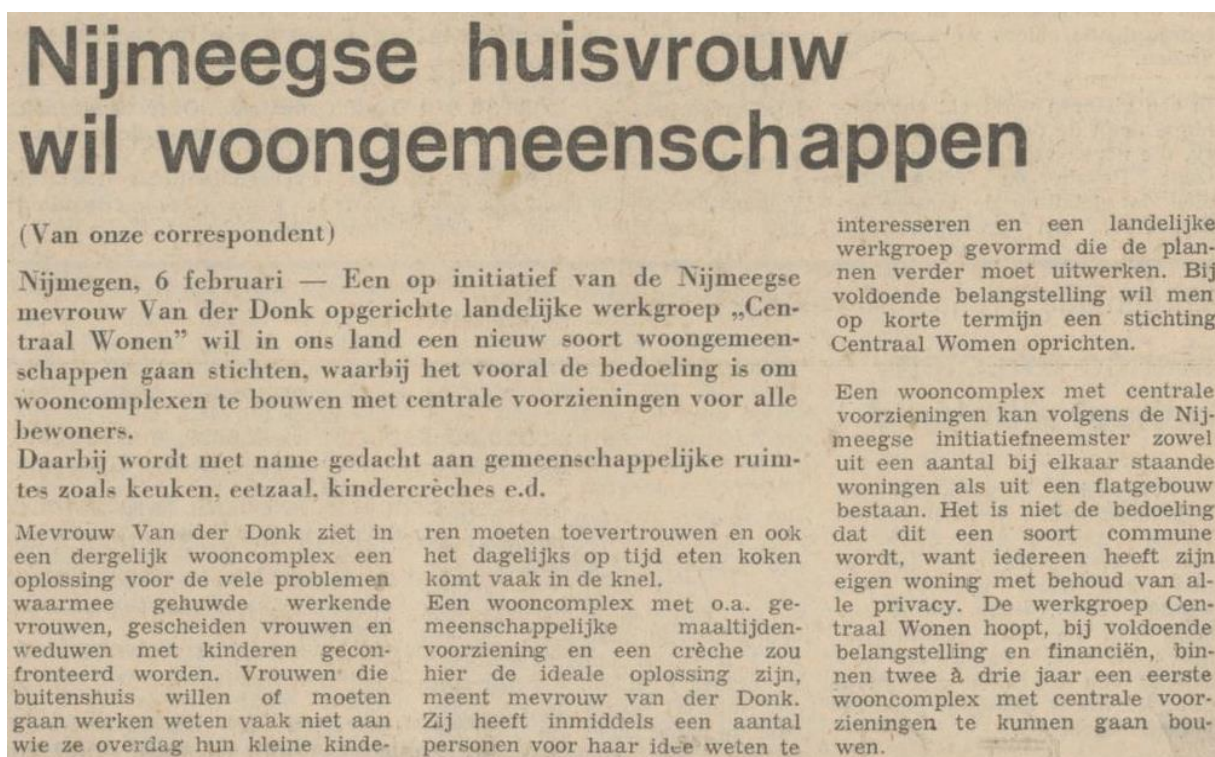 Nijmeegse huisvrouw
wil woongemeenschappen
(Van onze correspondent)
Nijmegen, 6 februari — Een op initiatief van de Nijmeegse
mevrouw Van der Donk opgerichte landelijke werkgroep „Cen-
traal Wonen” wil in ons land een nieuw soort woongemeen-
schappen gaan stichten, waarbij het vooral de bedoeling is om
wooncomplexen te bouwen met centrale voorzieningen voor alle
bewoners.
Daarbij wordt met name gedacht aan gemeenschappelijke ruim-
tes zoals keuken, eetzaal, kindercrèches e.d.
Mevrouw Van der Donk ziet in
een dergelijk wooncomplex een
oplossing voor de vele problemen
waarmee gehuwde werkende
vrouwen, gescheiden vrouwen en
weduwen met kinderen gecon-
fronteerd worden. Vrouwen die
buitenshuis willen of moeten
gaan werken weten vaak niet aan
wie ze overdag hun kleine kinde-
ren moeten toevertrouwen en ook
het dagelijks op tijd eten koken
komt vaak in de knel.
Een wooncomplex met o.a. ge-
meenschappelijke maaltijden-
voorziening en een crèche zou
hier de ideale oplossing zijn,
meent mevrouw van der Donk.
Zij heeft inmiddels een aantal
personen voor haar idee weten te
interesseren en een landelijke
werkgroep gevormd die de plan-
nen verder moet uitwerken. Bij
voldoende belangstelling wil men
op korte termijn een stichting
Centraal Women oprichten.
Een wooncomplex met centrale
voorzieningen kan volgens de Nij-
meegse initiatiefneemster zowel
uit een aantal bij elkaar staande
woningen als uit een flatgebouw
bestaan. Het is niet de bedoeling
dat dit een soort commune
wordt, want iedereen heeft zijn
eigen woning met behoud van al-
le privacy. De werkgroep Cen-
traal Wonen hoopt, bij voldoende
belangstelling en financiën, bin-
nen twee à drie jaar een eerste
wooncomplex met centrale voor-
zieningen te kunnen gaan bou-
wen.